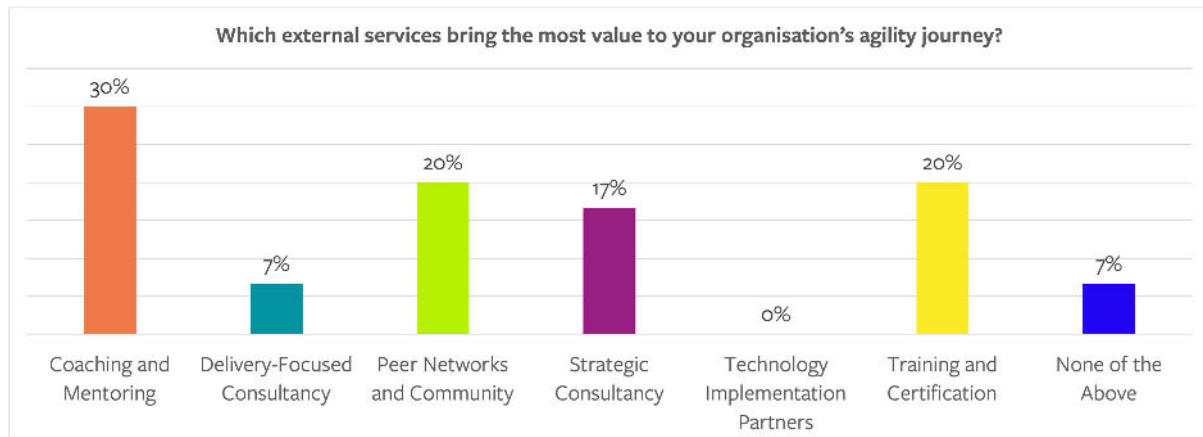 Which external services bring the most value to your organisation's agility journey?
30%
7%
20%
17%
0%
20%
7%
Coaching and
Mentoring
Delivery-Focused
Consultancy
Peer Networks
and Community
Strategic
Consultancy
Technology
Implementation
Partners
Training and
Certification
None of the
Above